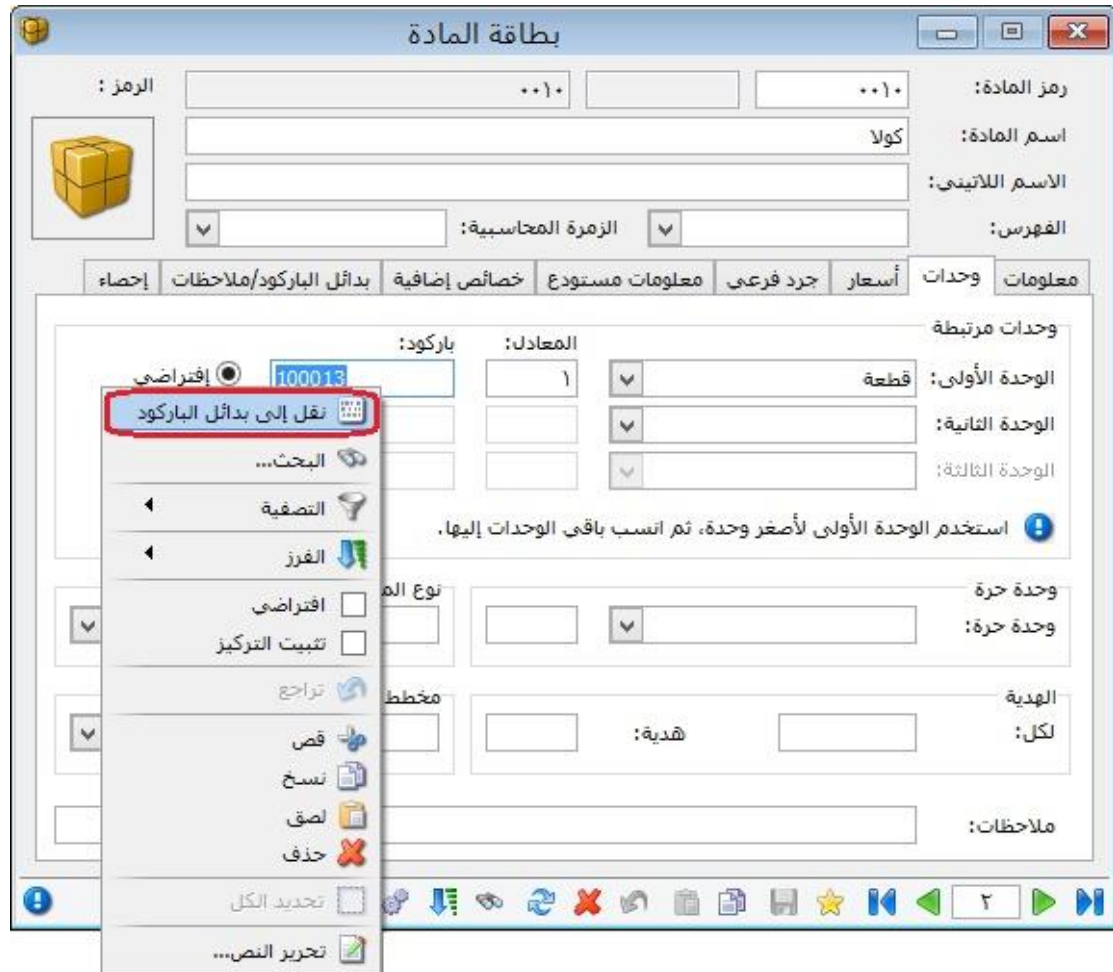 بطاقة المادة
رمز المادة: ٠٠١٠ ٠٠١٠ الرمز :
اسم المادة: كولا
الاسم اللاتيني:
الفهرس: الزمرة المحاسبية:
معلومات وحدات أسعار جرد فرعي معلومات مستودع خصائص إضافية بدائل الباركود/ملاحظات إحصاء
وحدات مرتبطة
المعادل: باركود:
الوحدة الأولى: قطعة ١ 100013 إفتراضي
الوحدة الثانية:
الوحدة الثالثة:
استخدم الوحدة الأولى لأصغر وحدة، ثم انسب باقي الوحدات إليها.
وحدة حرة
وحدة حرة:
نوع
الهدية
لكل: هدية:
مخطط
ملاحظات:
٢
نقل إلى بدائل الباركود
البحث...
التصفية
الفرز
افتراضي
تثبيت التركيز
تراجع
قص
نسخ
لصق
حذف
تحديد الكل
تحرير النص...